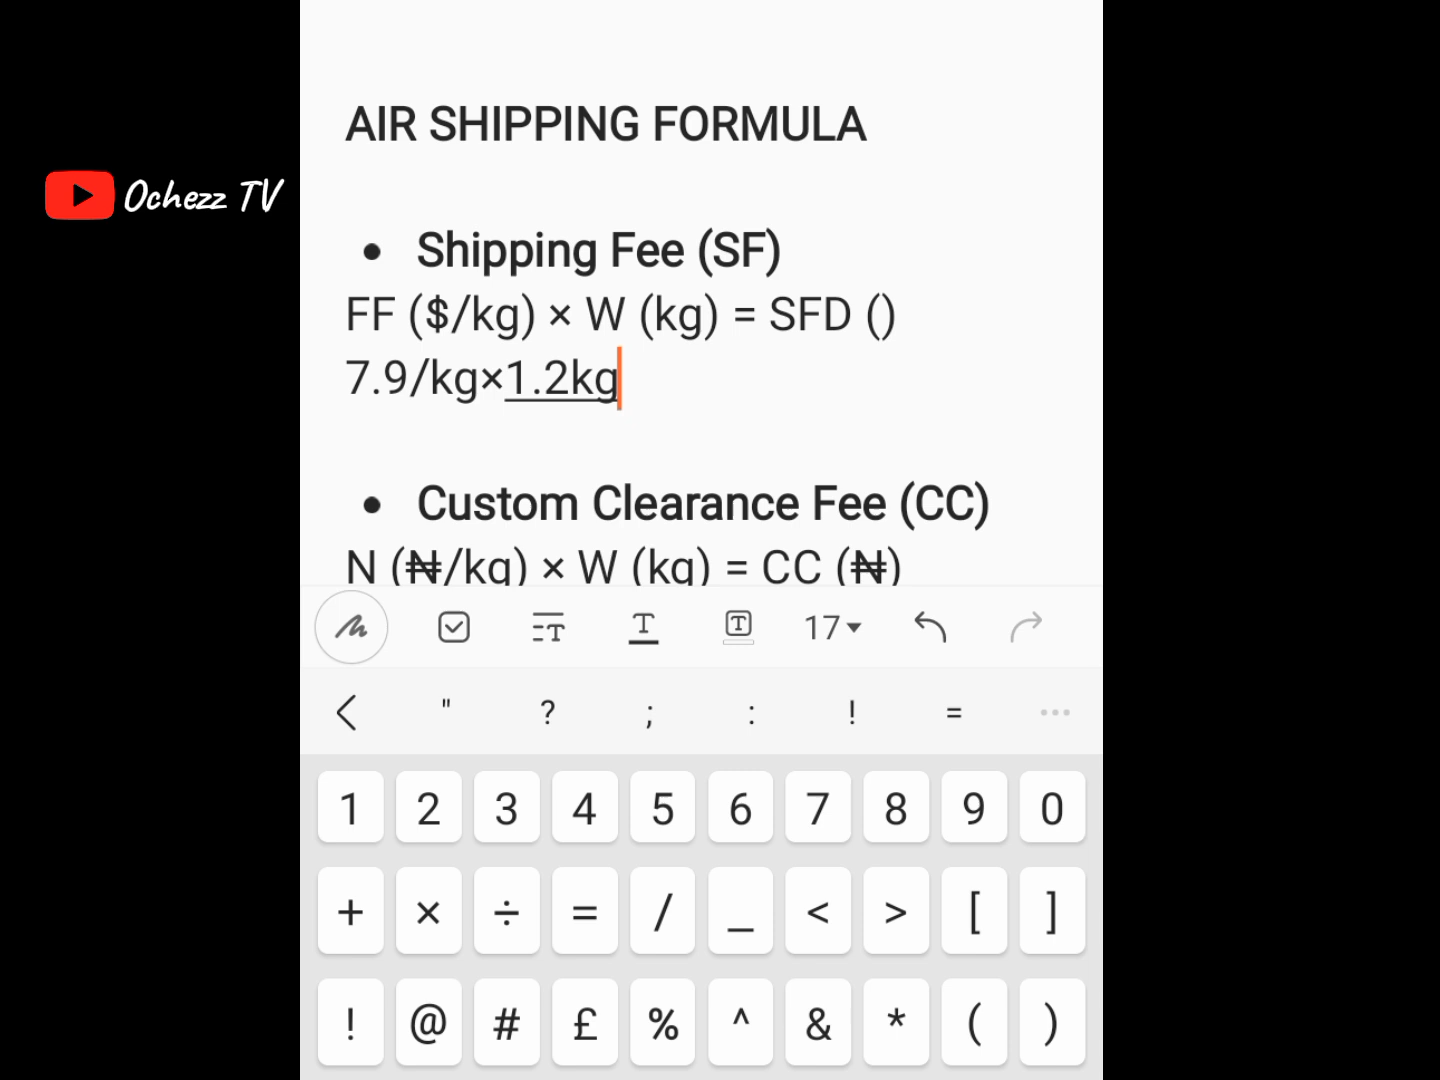 Ochezz TV
AIR SHIPPING FORMULA
• Shipping Fee (SF)
FF ($/kg) × W (kg) = SFD ()
7.9/kg×1.2kg
• Custom Clearance Fee (CC)
N (₦/kg) × W (kg) = CC (₦)
17
" ? ; : ! = ...
1 2 3 4 5 6 7 8 9 0
+ × ÷ = / _ < > [ ]
! @ # £ % ^ & * ( )